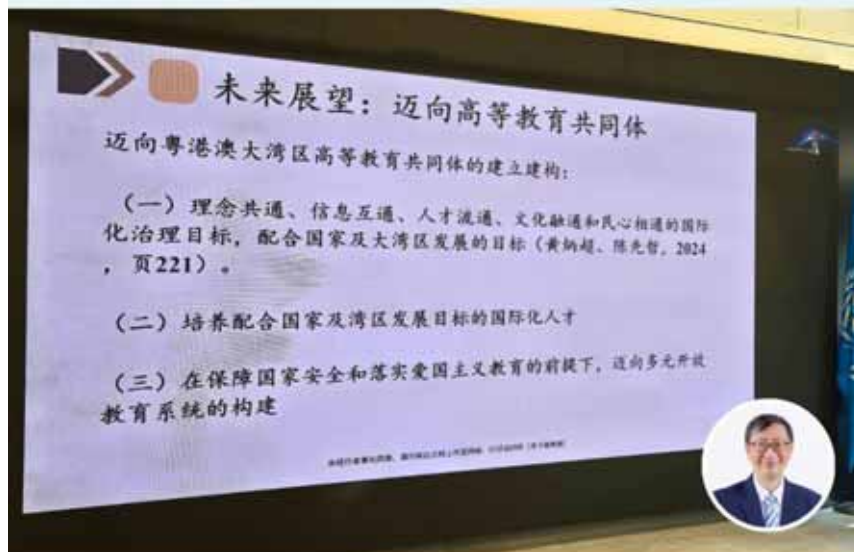 未来展望：迈向高等教育共同体
迈向粤港澳大湾区高等教育共同体的建立建构：
（一）理念共通、信息互通、人才流通、文化融通和民心相通的国际
化治理目标，配合国家及大湾区发展的目标（黄炳超、陈先哲，2024
，页221）。
（二）培养配合国家及湾区发展目标的国际化人才
（三）在保障国家安全和落实爱国主义教育的前提下，迈向多元开放
教育系统的构建